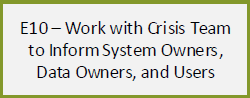 E10 – Work with Crisis Team
to Inform System Owners,
Data Owners, and Users